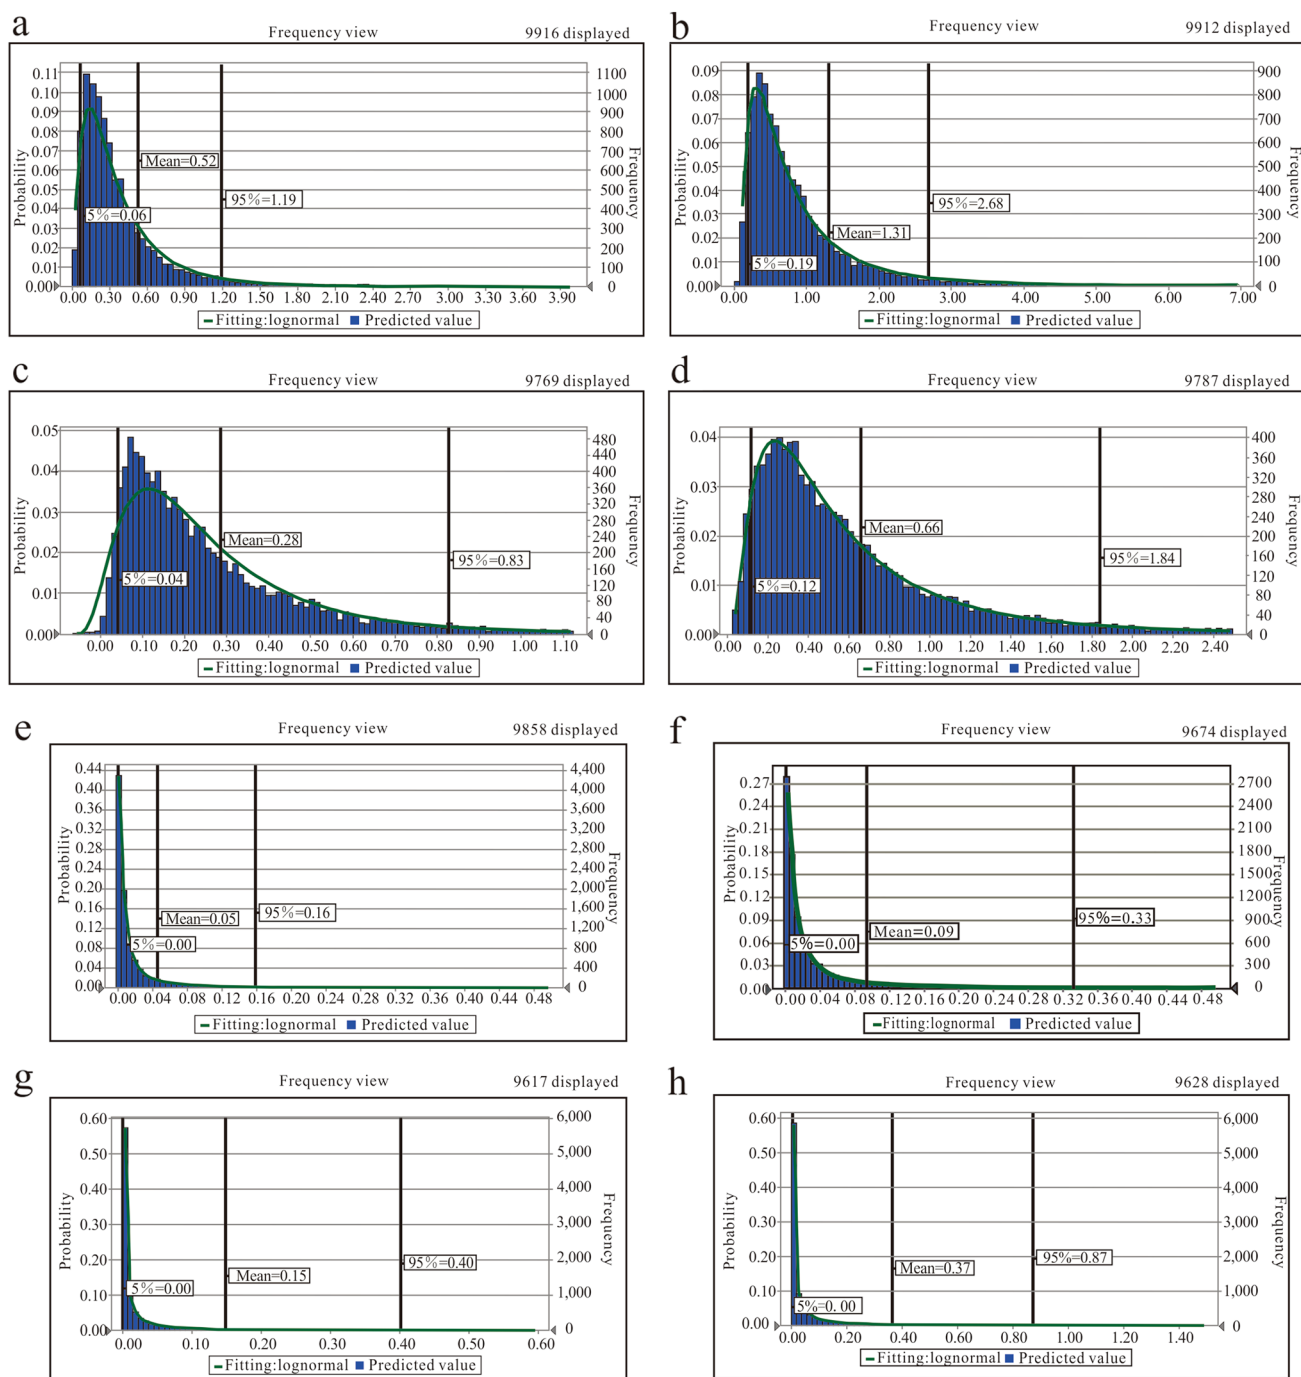 a
Frequency view
9916 displayed
Probability
Frequency
0.11
0.10
0.09
0.08
0.07
0.06
0.05
0.04
0.03
0.02
0.01
0.00
1100
1000
900
800
700
600
500
400
300
200
100
0
Mean=0.52
95%=1.19
5%=0.06
0.00 0.30 0.60 0.90 1.20 1.50 1.80 2.10 2.40 2.70 3.00 3.30 3.60 3.90
Fitting:lognormal Predicted value
b
Frequency view
9912 displayed
Probability
Frequency
0.09
0.08
0.07
0.06
0.05
0.04
0.03
0.02
0.01
0.00
900
800
700
600
500
400
300
200
100
0
95%=2.68
Mean=1.31
5%=0.19
0.00 1.00 2.00 3.00 4.00 5.00 6.00 7.00
Fitting:lognormal Predicted value
c
Frequency view
9769 displayed
Probability
Frequency
0.05
0.04
0.03
0.02
0.01
0.00
480
440
400
360
320
280
240
200
160
120
80
40
0
Mean=0.28
95%=0.83
5%=0.04
0.00 0.10 0.20 0.30 0.40 0.50 0.60 0.70 0.80 0.90 1.00 1.10
Fitting:lognormal Predicted value
d
Frequency view
9787 displayed
Probability
Frequency
0.04
0.03
0.02
0.01
0.00
400
360
320
280
240
200
160
120
80
40
0
Mean=0.66
95%=1.84
5%=0.12
0.00 0.20 0.40 0.60 0.80 1.00 1.20 1.40 1.60 1.80 2.00 2.20 2.40
Fitting:lognormal Predicted value
e
Frequency view
9858 displayed
Probability
Frequency
0.44
0.40
0.36
0.32
0.28
0.24
0.20
0.16
0.12
0.08
0.04
0.00
4,400
4,000
3,600
3,200
2,800
2,400
2,000
1,600
1,200
800
400
0
95%=0.16
Mean=0.05
5%=0.00
0.00 0.04 0.08 0.12 0.16 0.20 0.24 0.28 0.32 0.36 0.40 0.44 0.48
Fitting:lognormal Predicted value
f
Frequency view
9674 displayed
Probability
Frequency
0.27
0.24
0.21
0.18
0.15
0.12
0.09
0.06
0.03
0.00
2700
2400
2100
1800
1500
1200
900
600
300
0
95%=0.33
Mean=0.09
5%=0.00
0.00 0.04 0.08 0.12 0.16 0.20 0.24 0.28 0.32 0.36 0.40 0.44 0.48
Fitting:lognormal Predicted value
g
Frequency view
9617 displayed
Probability
Frequency
0.60
0.50
0.40
0.30
0.20
0.10
0.00
6,000
5,000
4,000
3,000
2,000
1,000
0
95%=0.40
Mean=0.15
5%=0.00
0.00 0.10 0.20 0.30 0.40 0.50 0.60
Fitting:lognormal Predicted value
h
Frequency view
9628 displayed
Probability
Frequency
0.60
0.50
0.40
0.30
0.20
0.10
0.00
6,000
5,000
4,000
3,000
2,000
1,000
0
95%=0.87
Mean=0.37
5%=0.00
0.00 0.20 0.40 0.60 0.80 1.00 1.20 1.40
Fitting:lognormal Predicted value